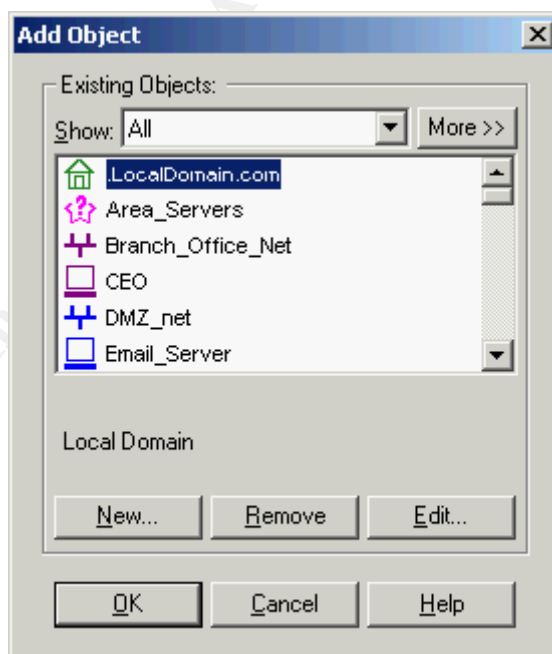 Add Object
Existing Objects:
Show: All More >>
.LocalDomain.com
Area_Servers
Branch_Office_Net
CEO
DMZ_net
Email_Server
Local Domain
New... Remove Edit...
OK Cancel Help